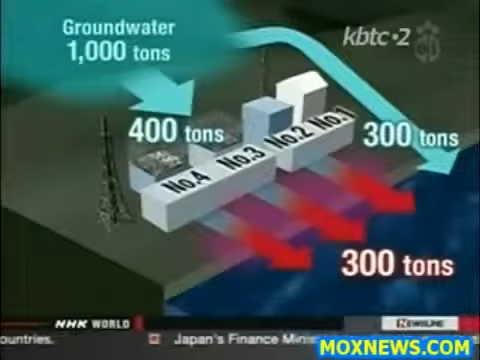 Groundwater
1,000 tons
kbtc•2
400 tons
300 tons
No.4
No.3
No.2
No.1
300 tons
NHK WORLD
NEWSLINE
ountries.
Japan's Finance Minis
MOXNEWS.COM